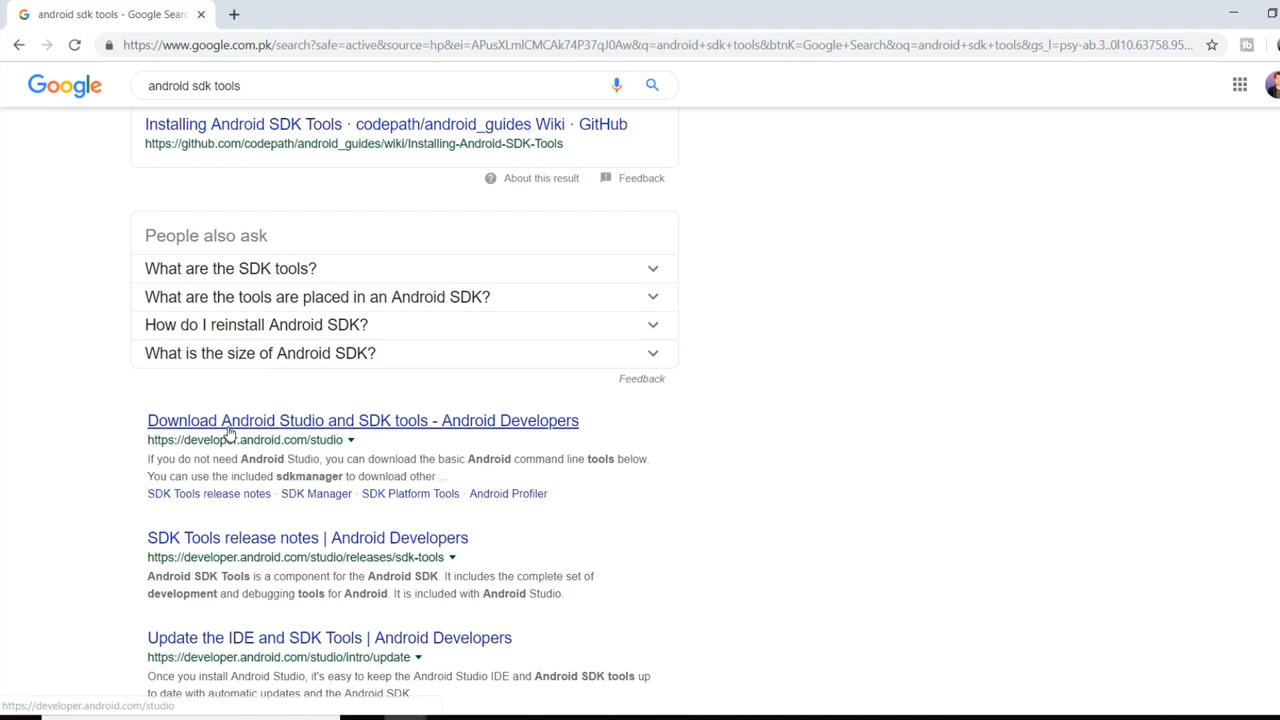 android sdk tools - Google Searc
https://www.google.com.pk/search?safe=active&source=hp&ei=APUsXLmlCMCAk74P37qJ0Aw&q=android+sdk+tools&btnK=Google+Search&oq=android+sdk+tools&gs_l=psy-ab.3..0l10.63758.95...
Google
android sdk tools
Installing Android SDK Tools · codepath/android_guides Wiki · GitHub
https://github.com/codepath/android_guides/wiki/Installing-Android-SDK-Tools
About this result
Feedback
People also ask
What are the SDK tools?
What are the tools are placed in an Android SDK?
How do I reinstall Android SDK?
What is the size of Android SDK?
Feedback
Download Android Studio and SDK tools - Android Developers
https://developer.android.com/studio
If you do not need Android Studio, you can download the basic Android command line tools below.
You can use the included sdkmanager to download other ...
SDK Tools release notes · SDK Manager · SDK Platform Tools · Android Profiler
SDK Tools release notes | Android Developers
https://developer.android.com/studio/releases/sdk-tools
Android SDK Tools is a component for the Android SDK. It includes the complete set of
development and debugging tools for Android. It is included with Android Studio.
Update the IDE and SDK Tools | Android Developers
https://developer.android.com/studio/intro/update
Once you install Android Studio, it's easy to keep the Android Studio IDE and Android SDK tools up
to date with automatic updates and the Android SDK ...
https://developer.android.com/studio